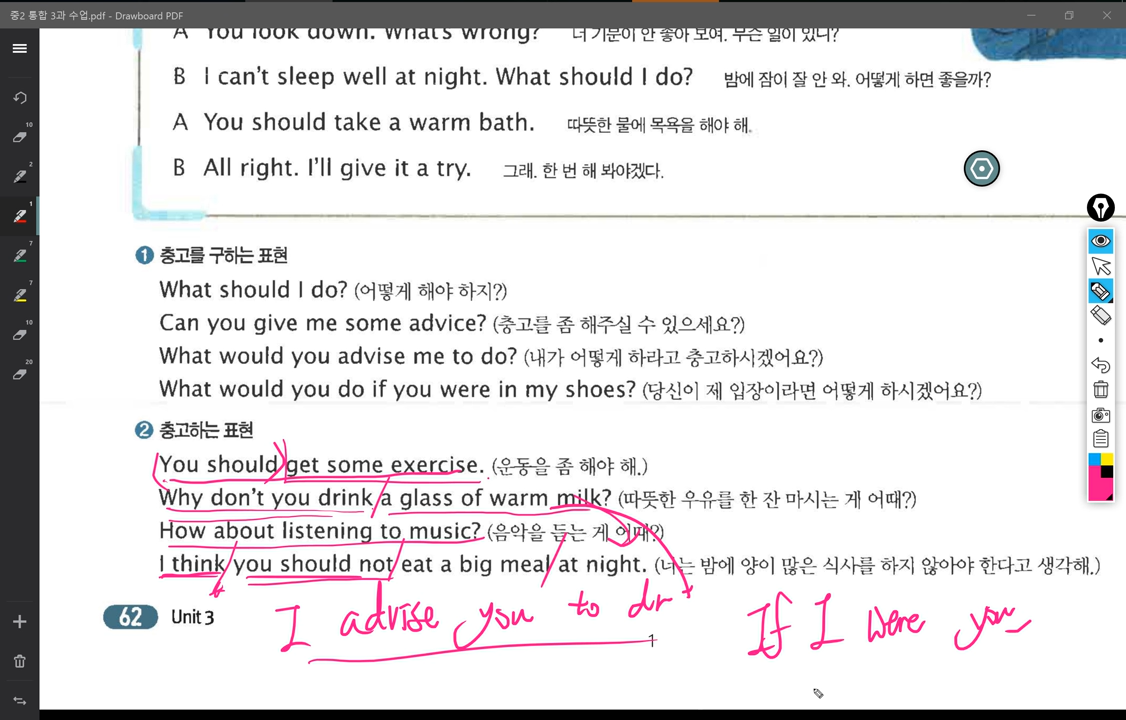 중2 통합 3과 수업.pdf - Drawboard PDF
A You look down. What's wrong? 너 기분이 안 좋아 보여. 무슨 일이 있니?
B I can't sleep well at night. What should I do? 밤에 잠이 잘 안 와. 어떻게 하면 좋을까?
A You should take a warm bath. 따뜻한 물에 목욕을 해야 해.
B All right. I'll give it a try. 그래. 한 번 해 봐야겠다.
1 충고를 구하는 표현
What should I do? (어떻게 해야 하지?)
Can you give me some advice? (충고를 좀 해주실 수 있으세요?)
What would you advise me to do? (내가 어떻게 하라고 충고하시겠어요?)
What would you do if you were in my shoes? (당신이 제 입장이라면 어떻게 하시겠어요?)
2 충고하는 표현
You should get some exercise. (운동을 좀 해야 해.)
Why don't you drink a glass of warm milk? (따뜻한 우유를 한 잔 마시는 게 어때?)
How about listening to music? (음악을 듣는 게 어때?)
I think you should not eat a big meal at night. (너는 밤에 양이 많은 식사를 하지 않아야 한다고 생각해.)
62 Unit 3
I advise you to do
If I were you
10
2
1
7
7
10
20